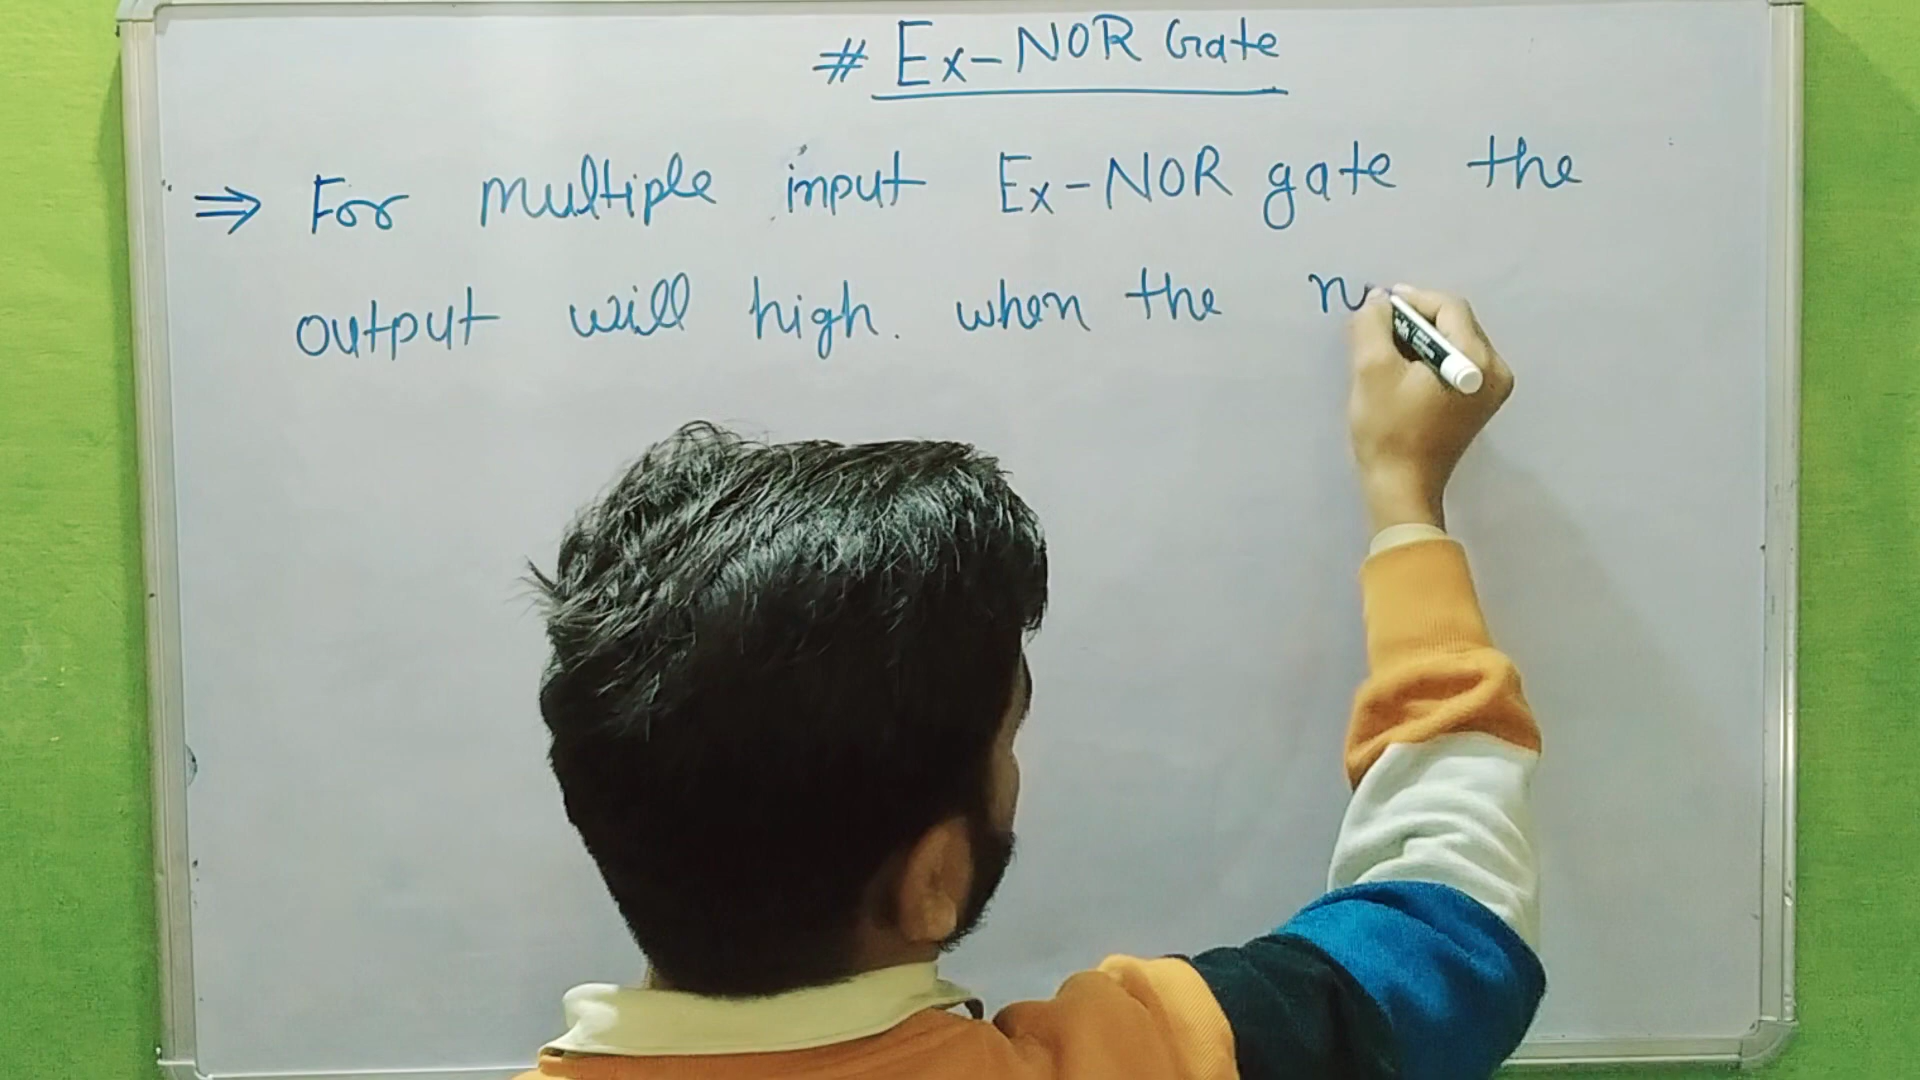 # Ex-NOR Gate
⇒ For multiple input Ex-NOR gate the
output will high. when the